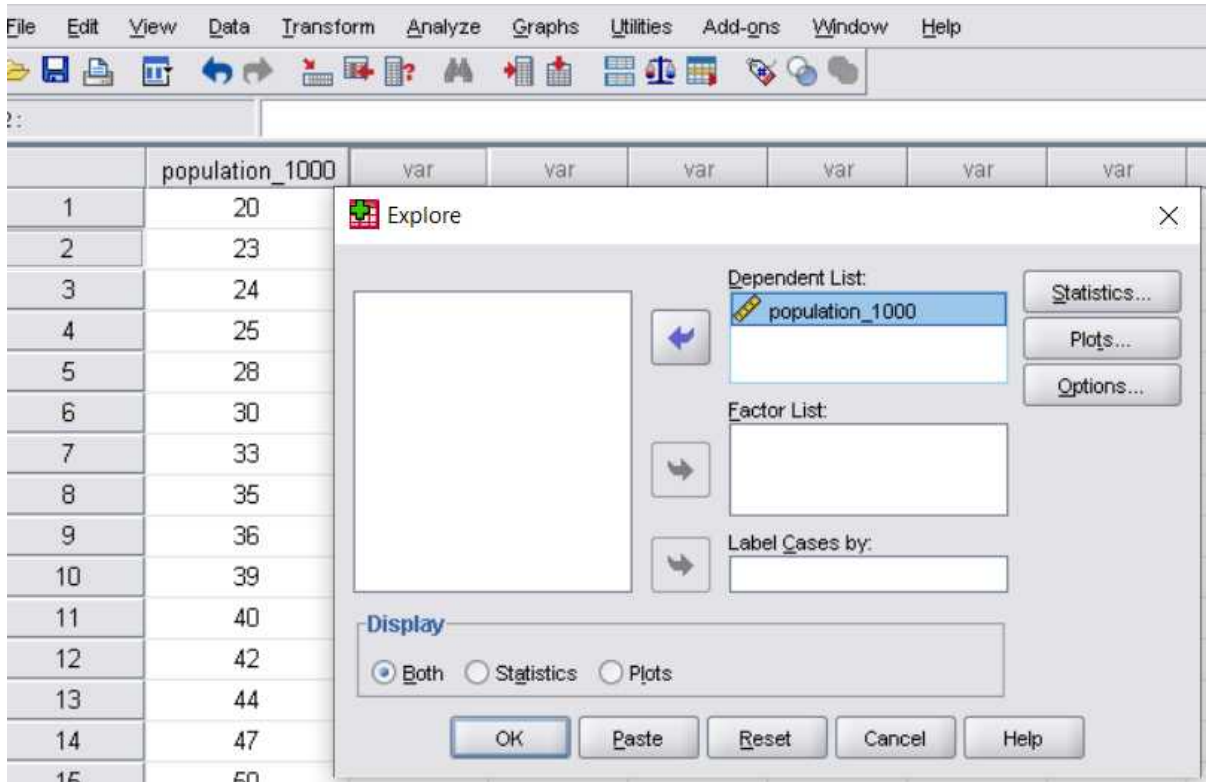 File Edit View Data Transform Analyze Graphs Utilities Add-ons Window Help
2 :
population_1000 var var var var var var
1 20
2 23
3 24
4 25
5 28
6 30
7 33
8 35
9 36
10 39
11 40
12 42
13 44
14 47
15 50
Explore
Dependent List:
population_1000
Statistics...
Plots...
Options...
Factor List:
Label Cases by:
Display
Both Statistics Plots
OK Paste Reset Cancel Help